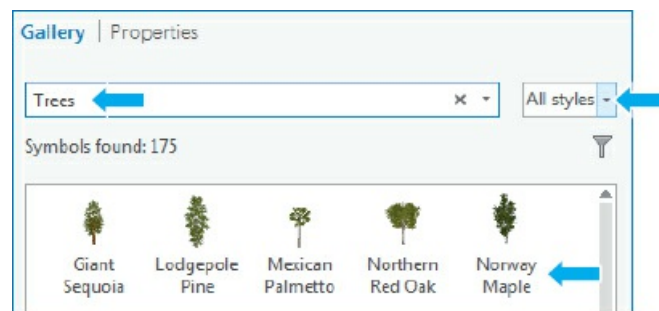 Gallery | Properties
Trees All styles
Symbols found: 175
Giant Lodgepole Mexican Northern Norway
Sequoia Pine Palmetto Red Oak Maple